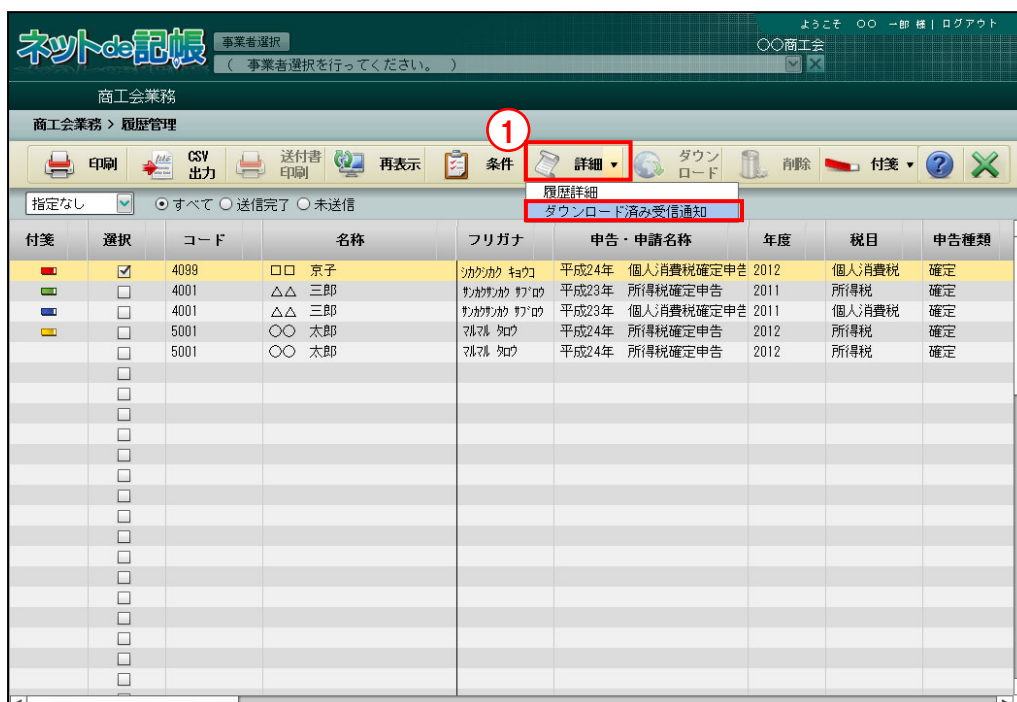 ようこそ 〇〇 一郎 様 | ログアウト
ネットde記帳
事業者選択
( 事業者選択を行ってください。 )
〇〇商工会
商工会業務
商工会業務 > 履歴管理
①
印刷 CSV出力 送付書印刷 再表示 条件 詳細 ▼ ダウンロード 削除 付箋 ▼
履歴詳細
ダウンロード済み受信通知
指定なし すべて 送信完了 未送信
付箋 選択 コード 名称 フリガナ 申告・申請名称 年度 税目 申告種類
4099 □□ 京子 シカクシカク キョウコ 平成24年 個人消費税確定申告 2012 個人消費税 確定
4001 △△ 三郎 サンカクサンカク サブロウ 平成23年 所得税確定申告 2011 所得税 確定
4001 △△ 三郎 サンカクサンカク サブロウ 平成23年 個人消費税確定申告 2011 個人消費税 確定
5001 〇〇 太郎 マルマル タロウ 平成24年 所得税確定申告 2012 所得税 確定
5001 〇〇 太郎 マルマル タロウ 平成24年 所得税確定申告 2012 所得税 確定